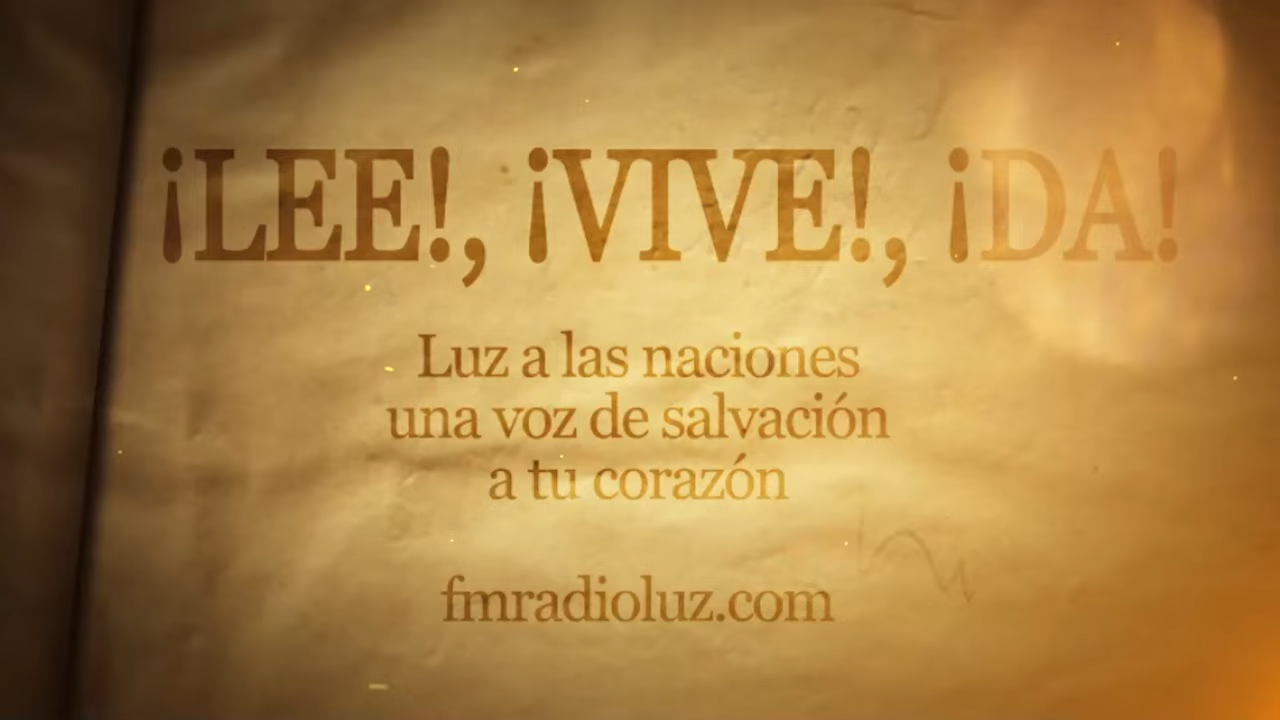 ¡LEE!, ¡VIVE!, ¡DA!
Luz a las naciones
una voz de salvación
a tu corazón
fmradioluz.com